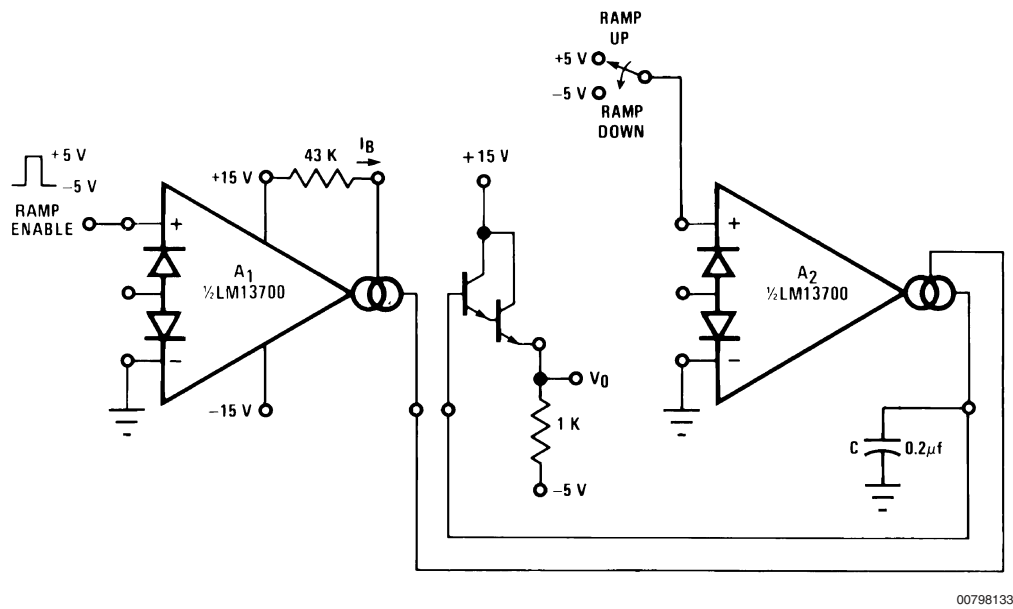 RAMP
UP
+5 V
−5 V
RAMP
DOWN
+5 V
−5 V
RAMP
ENABLE
+15 V
43 K
IB
+15 V
+
A1
½LM13700
−
−15 V
V0
1 K
−5 V
+
A2
½LM13700
−
C
0.2μf
00798133